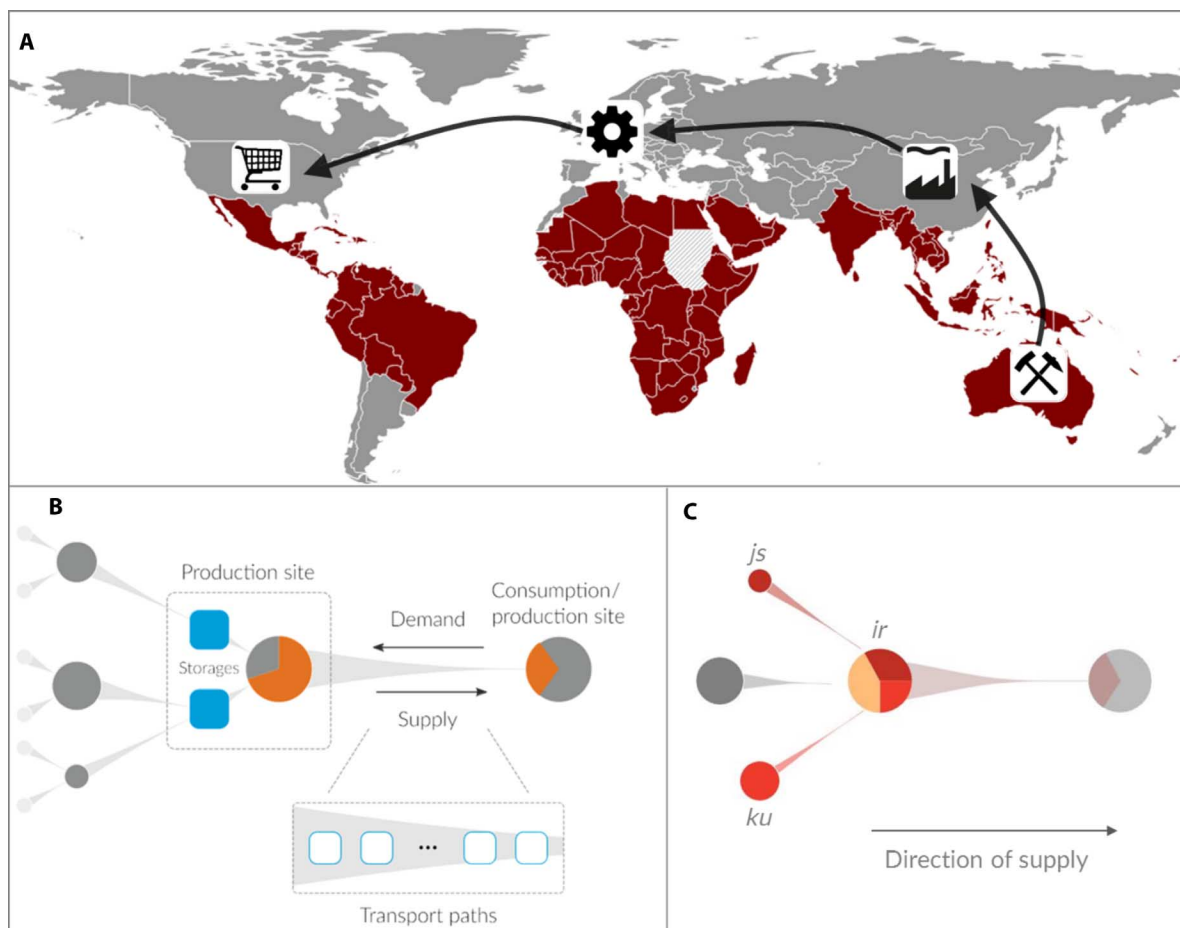 A
B
Production site
Storages
Demand
Supply
Consumption/
production site
...
Transport paths
C
js
ir
ku
Direction of supply